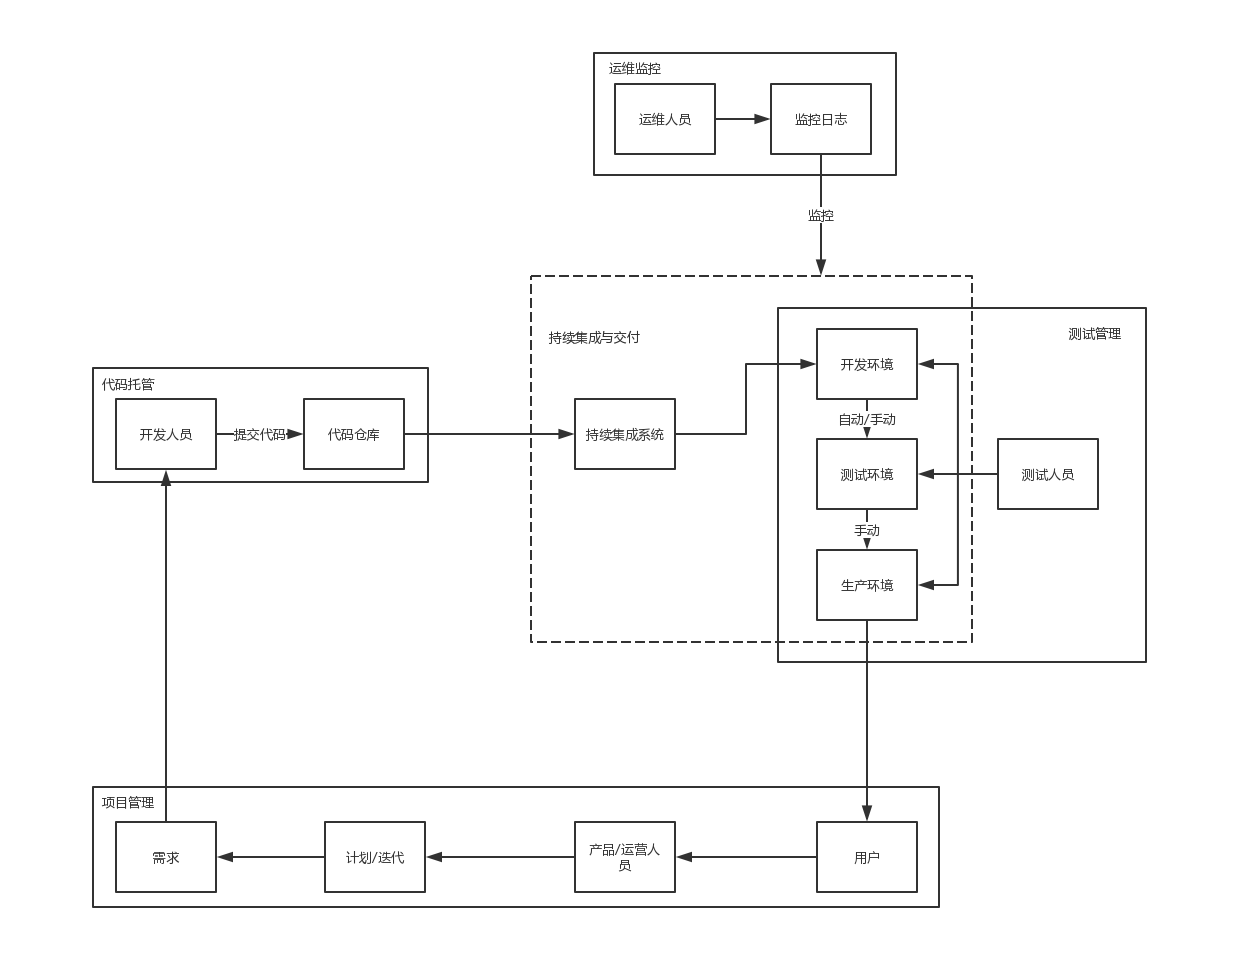 运维监控
运维人员
监控日志
监控
持续集成与交付
测试管理
开发环境
代码托管
开发人员
提交代码
代码仓库
持续集成系统
自动/手动
测试环境
测试人员
手动
生产环境
项目管理
需求
计划/迭代
产品/运营人
员
用户